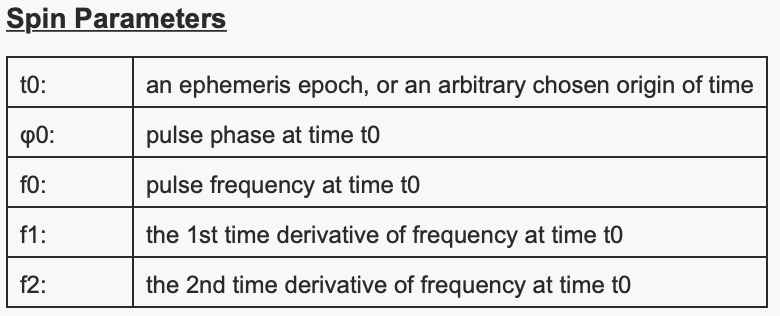 Spin Parameters
t0: an ephemeris epoch, or an arbitrary chosen origin of time
φ0: pulse phase at time t0
f0: pulse frequency at time t0
f1: the 1st time derivative of frequency at time t0
f2: the 2nd time derivative of frequency at time t0